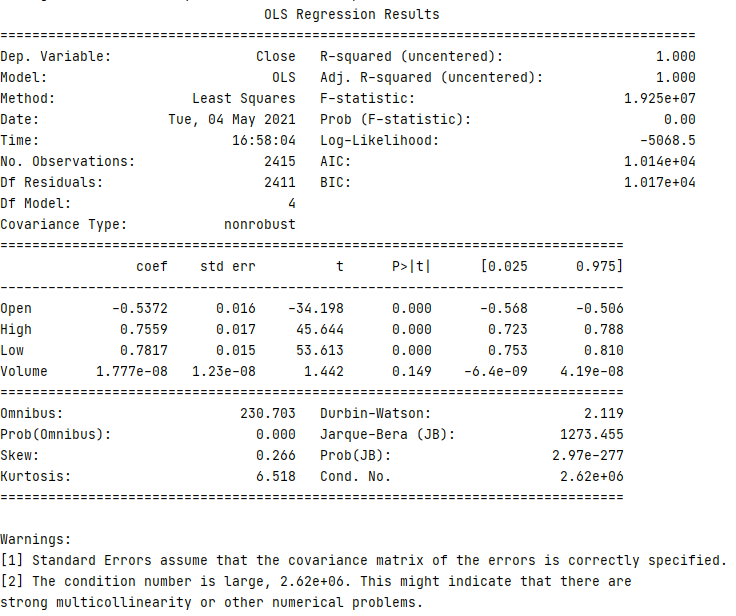 OLS Regression Results
=======================================================================================
Dep. Variable:                  Close   R-squared (uncentered):                   1.000
Model:                            OLS   Adj. R-squared (uncentered):              1.000
Method:                 Least Squares   F-statistic:                          1.925e+07
Date:                Tue, 04 May 2021   Prob (F-statistic):                        0.00
Time:                        16:58:04   Log-Likelihood:                         -5068.5
No. Observations:                2415   AIC:                                  1.014e+04
Df Residuals:                    2411   BIC:                                  1.017e+04
Df Model:                           4
Covariance Type:            nonrobust
==============================================================================
                 coef    std err          t      P>|t|      [0.025      0.975]
------------------------------------------------------------------------------
Open          -0.5372      0.016    -34.198      0.000      -0.568      -0.506
High           0.7559      0.017     45.644      0.000       0.723       0.788
Low            0.7817      0.015     53.613      0.000       0.753       0.810
Volume      1.777e-08   1.23e-08      1.442      0.149    -6.4e-09    4.19e-08
==============================================================================
Omnibus:                      230.703   Durbin-Watson:                   2.119
Prob(Omnibus):                  0.000   Jarque-Bera (JB):             1273.455
Skew:                           0.266   Prob(JB):                    2.97e-277
Kurtosis:                       6.518   Cond. No.                     2.62e+06
==============================================================================

Warnings:
[1] Standard Errors assume that the covariance matrix of the errors is correctly specified.
[2] The condition number is large, 2.62e+06. This might indicate that there are
strong multicollinearity or other numerical problems.